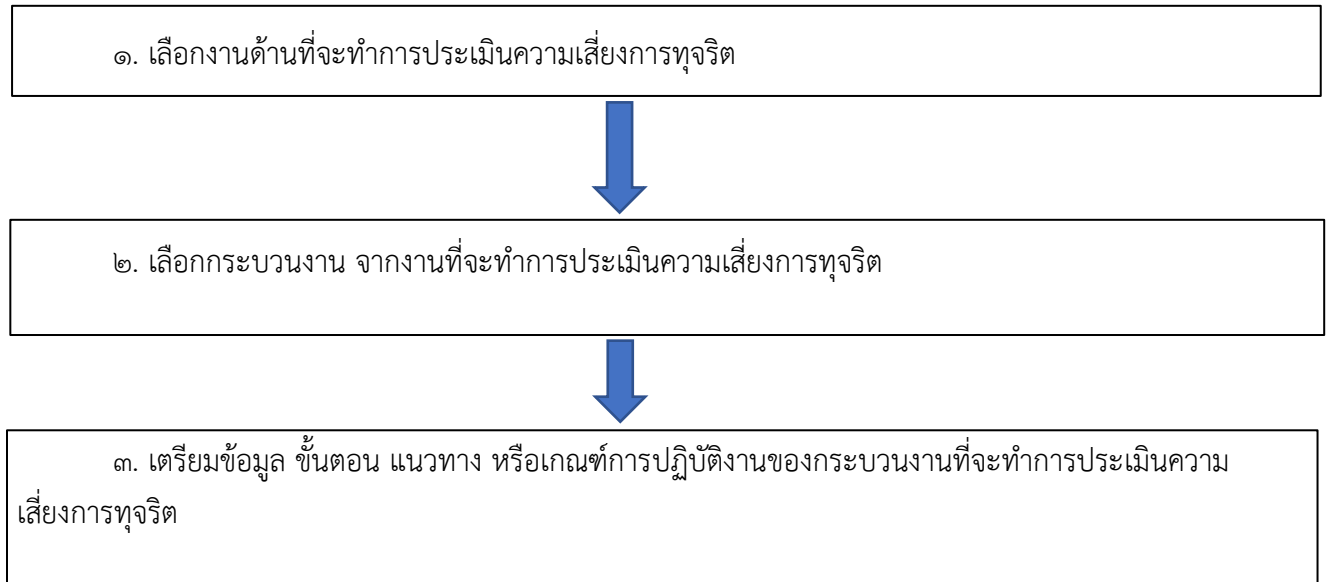 ๑. เลือกงานด้านที่จะทำการประเมินความเสี่ยงการทุจริต
๒. เลือกกระบวนงาน จากงานที่จะทำการประเมินความเสี่ยงการทุจริต
๓. เตรียมข้อมูล ขั้นตอน แนวทาง หรือเกณฑ์การปฏิบัติงานของกระบวนงานที่จะทำการประเมินความ
เสี่ยงการทุจริต